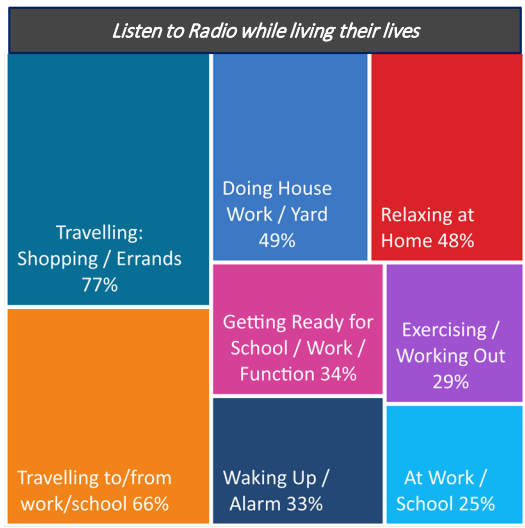 Listen to Radio while living their lives
Travelling:
Shopping / Errands
77%
Doing House
Work / Yard
49%
Relaxing at
Home 48%
Getting Ready for
School / Work /
Function 34%
Exercising /
Working Out
29%
Travelling to/from
work/school 66%
Waking Up /
Alarm 33%
At Work /
School 25%